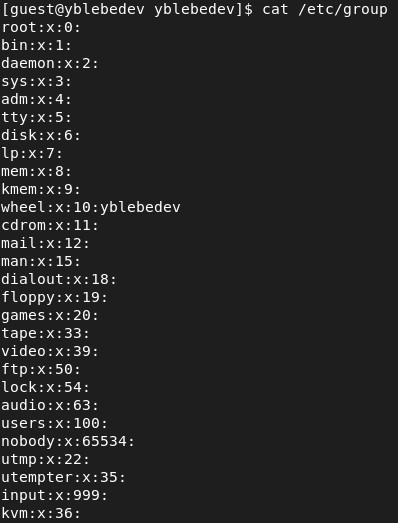 [guest@yblebedev yblebedev]$ cat /etc/group
root:x:0:
bin:x:1:
daemon:x:2:
sys:x:3:
adm:x:4:
tty:x:5:
disk:x:6:
lp:x:7:
mem:x:8:
kmem:x:9:
wheel:x:10:yblebedev
cdrom:x:11:
mail:x:12:
man:x:15:
dialout:x:18:
floppy:x:19:
games:x:20:
tape:x:33:
video:x:39:
ftp:x:50:
lock:x:54:
audio:x:63:
users:x:100:
nobody:x:65534:
utmp:x:22:
utempter:x:35:
input:x:999:
kvm:x:36: